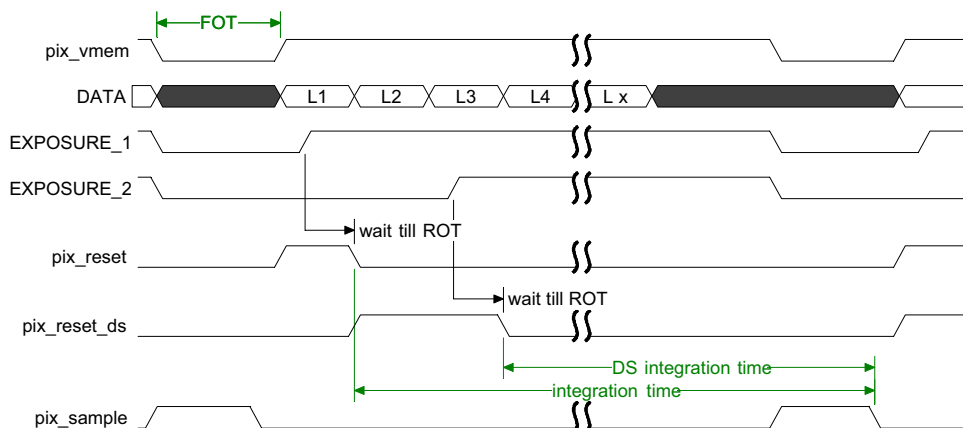 FOT
pix_vmem
DATA L1 L2 L3 L4 L x
EXPOSURE_1
EXPOSURE_2
wait till ROT
pix_reset
wait till ROT
pix_reset_ds
DS integration time
integration time
pix_sample